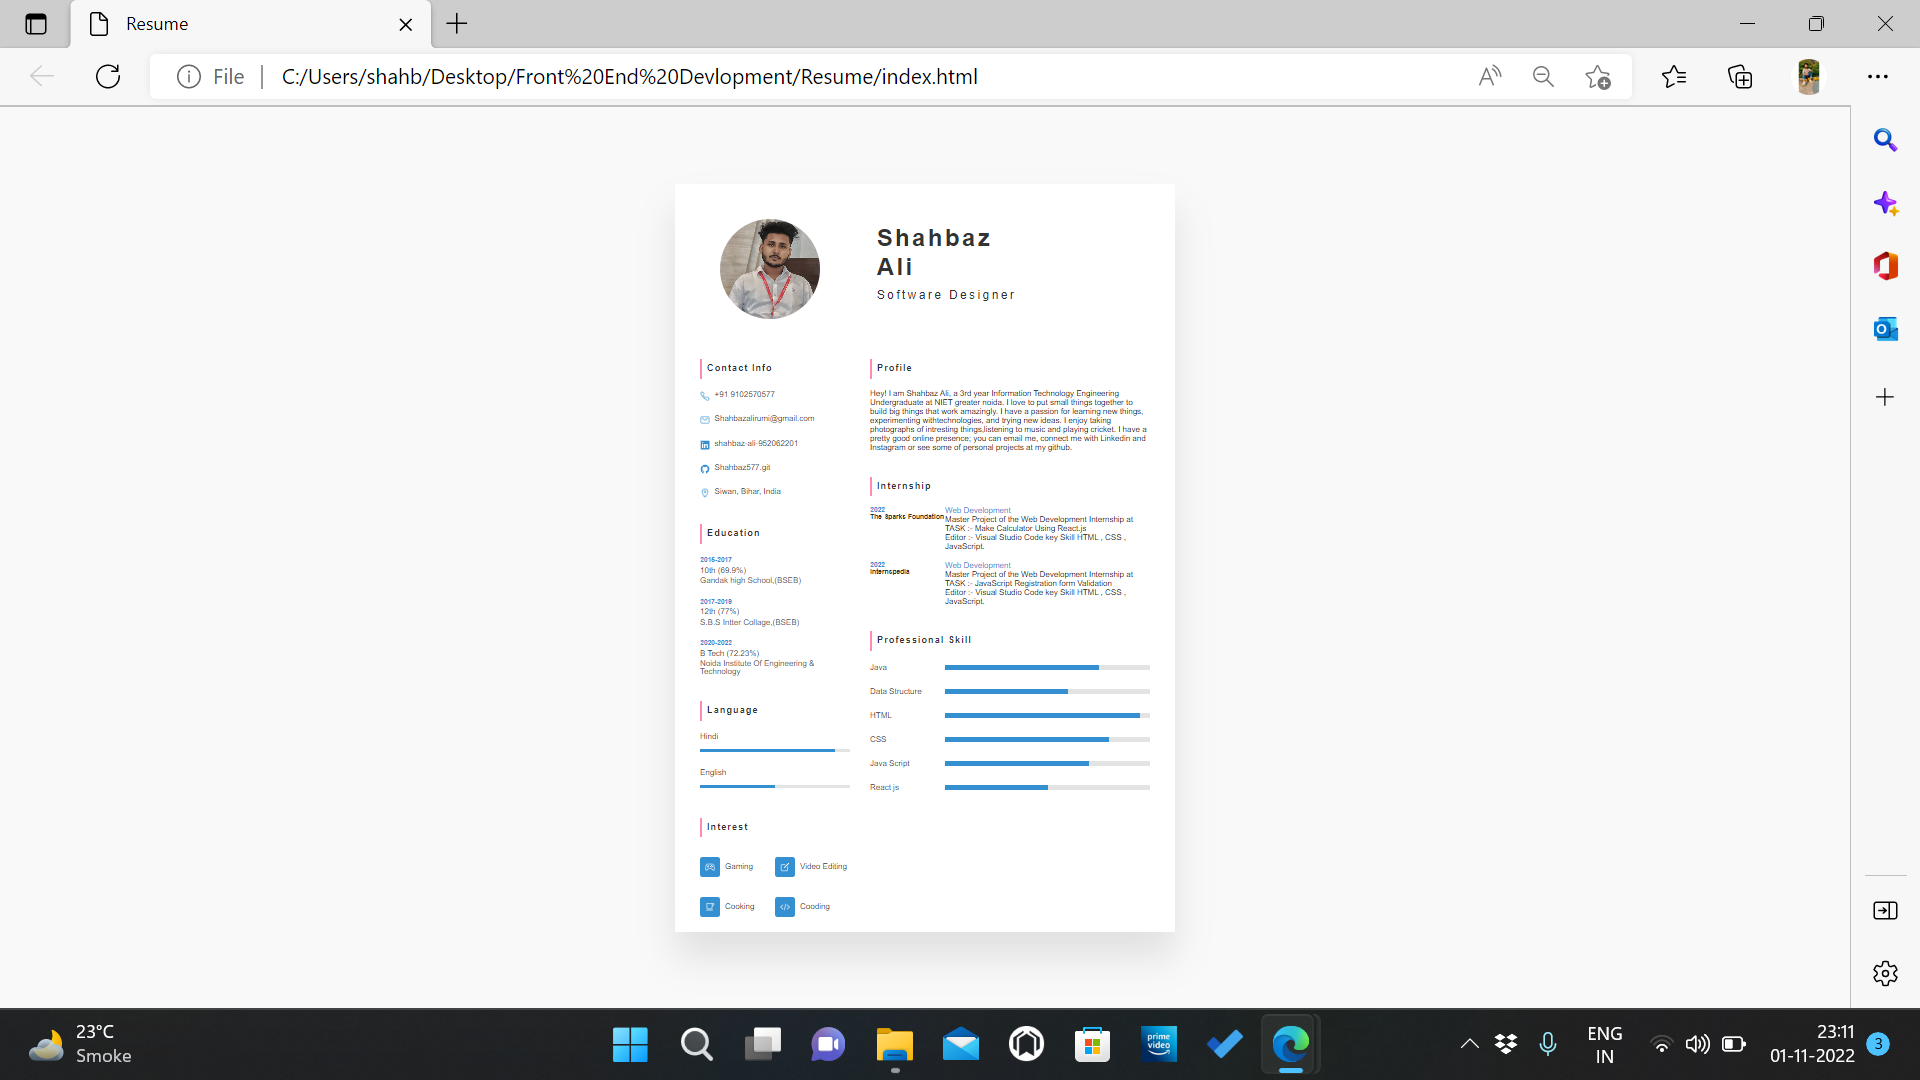 Resume
File
C:/Users/shahb/Desktop/Front%20End%20Devlopment/Resume/index.html
Shahbaz
Ali
Software Designer
Contact Info
+91 9102570577
Shahbazalirumi@gmail.com
shahbaz-ali-952062201
Shahbaz577.git
Siwan, Bihar, India
Education
2016-2017
10th (69.9%)
Gandak high School,(BSEB)
2017-2019
12th (77%)
S.B.S Intter Collage,(BSEB)
2020-2022
B Tech (72.23%)
Noida Institute Of Engineering &
Technology
Language
Hindi
English
Interest
Gaming
Video Editing
Cooking
Cooding
Profile
Hey! I am Shahbaz Ali, a 3rd year Information Technology Engineering
Undergraduate at NIET greater noida. I love to put small things together to
build big things that work amazingly. I have a passion for learning new things,
experimenting withtechnologies, and trying new ideas. I enjoy taking
photographs of intresting things,listening to music and playing cricket. I have a
pretty good online presence; you can email me, connect me with Linkedin and
Instagram or see some of personal projects at my github.
Internship
2022
The Sparks Foundation
Web Development
Master Project of the Web Development Internship at
TASK :- Make Calculator Using React.js
Editor :- Visual Studio Code key Skill HTML , CSS ,
JavaScript.
2022
Internspedia
Web Development
Master Project of the Web Development Internship at
TASK :- JavaScript Registration form Validation
Editor :- Visual Studio Code key Skill HTML , CSS ,
JavaScript.
Professional Skill
Java
Data Structure
HTML
CSS
Java Script
React js
23°C
Smoke
prime
video
ENG
IN
23:11
01-11-2022
3